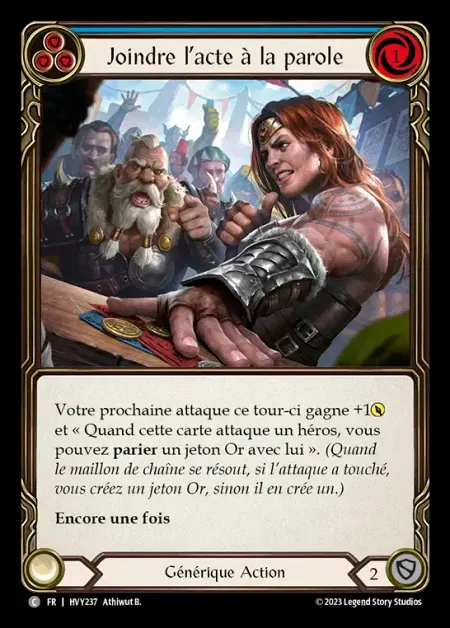 Joindre l'acte à la parole
1
Votre prochaine attaque ce tour-ci gagne +1
et « Quand cette carte attaque un héros, vous
pouvez parier un jeton Or avec lui ». (Quand
le maillon de chaîne se résout, si l'attaque a touché,
vous créez un jeton Or, sinon il en crée un.)
Encore une fois
Générique Action
2
C FR | HVY237 Athiwut B.
© 2023 Legend Story Studios